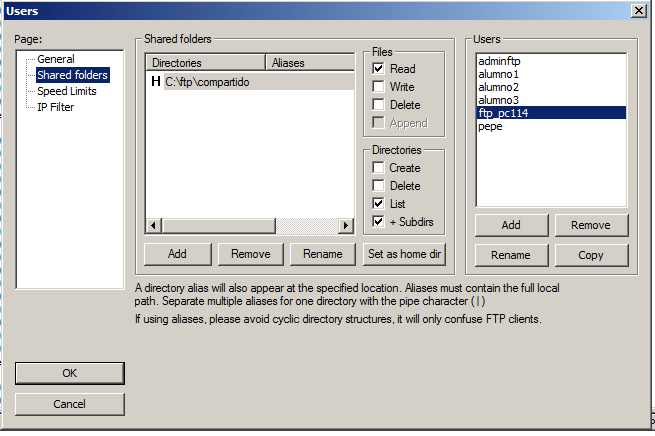 Users
Page:
General
Shared folders
Speed Limits
IP Filter
Shared folders
Directories Aliases
H C:\ftp\compartido
Files
Read
Write
Delete
Append
Directories
Create
Delete
List
+ Subdirs
Add Remove Rename Set as home dir
Users
adminftp
alumno1
alumno2
alumno3
ftp_pc114
pepe
Add Remove
Rename Copy
A directory alias will also appear at the specified location. Aliases must contain the full local
path. Separate multiple aliases for one directory with the pipe character (|)
If using aliases, please avoid cyclic directory structures, it will only confuse FTP clients.
OK
Cancel